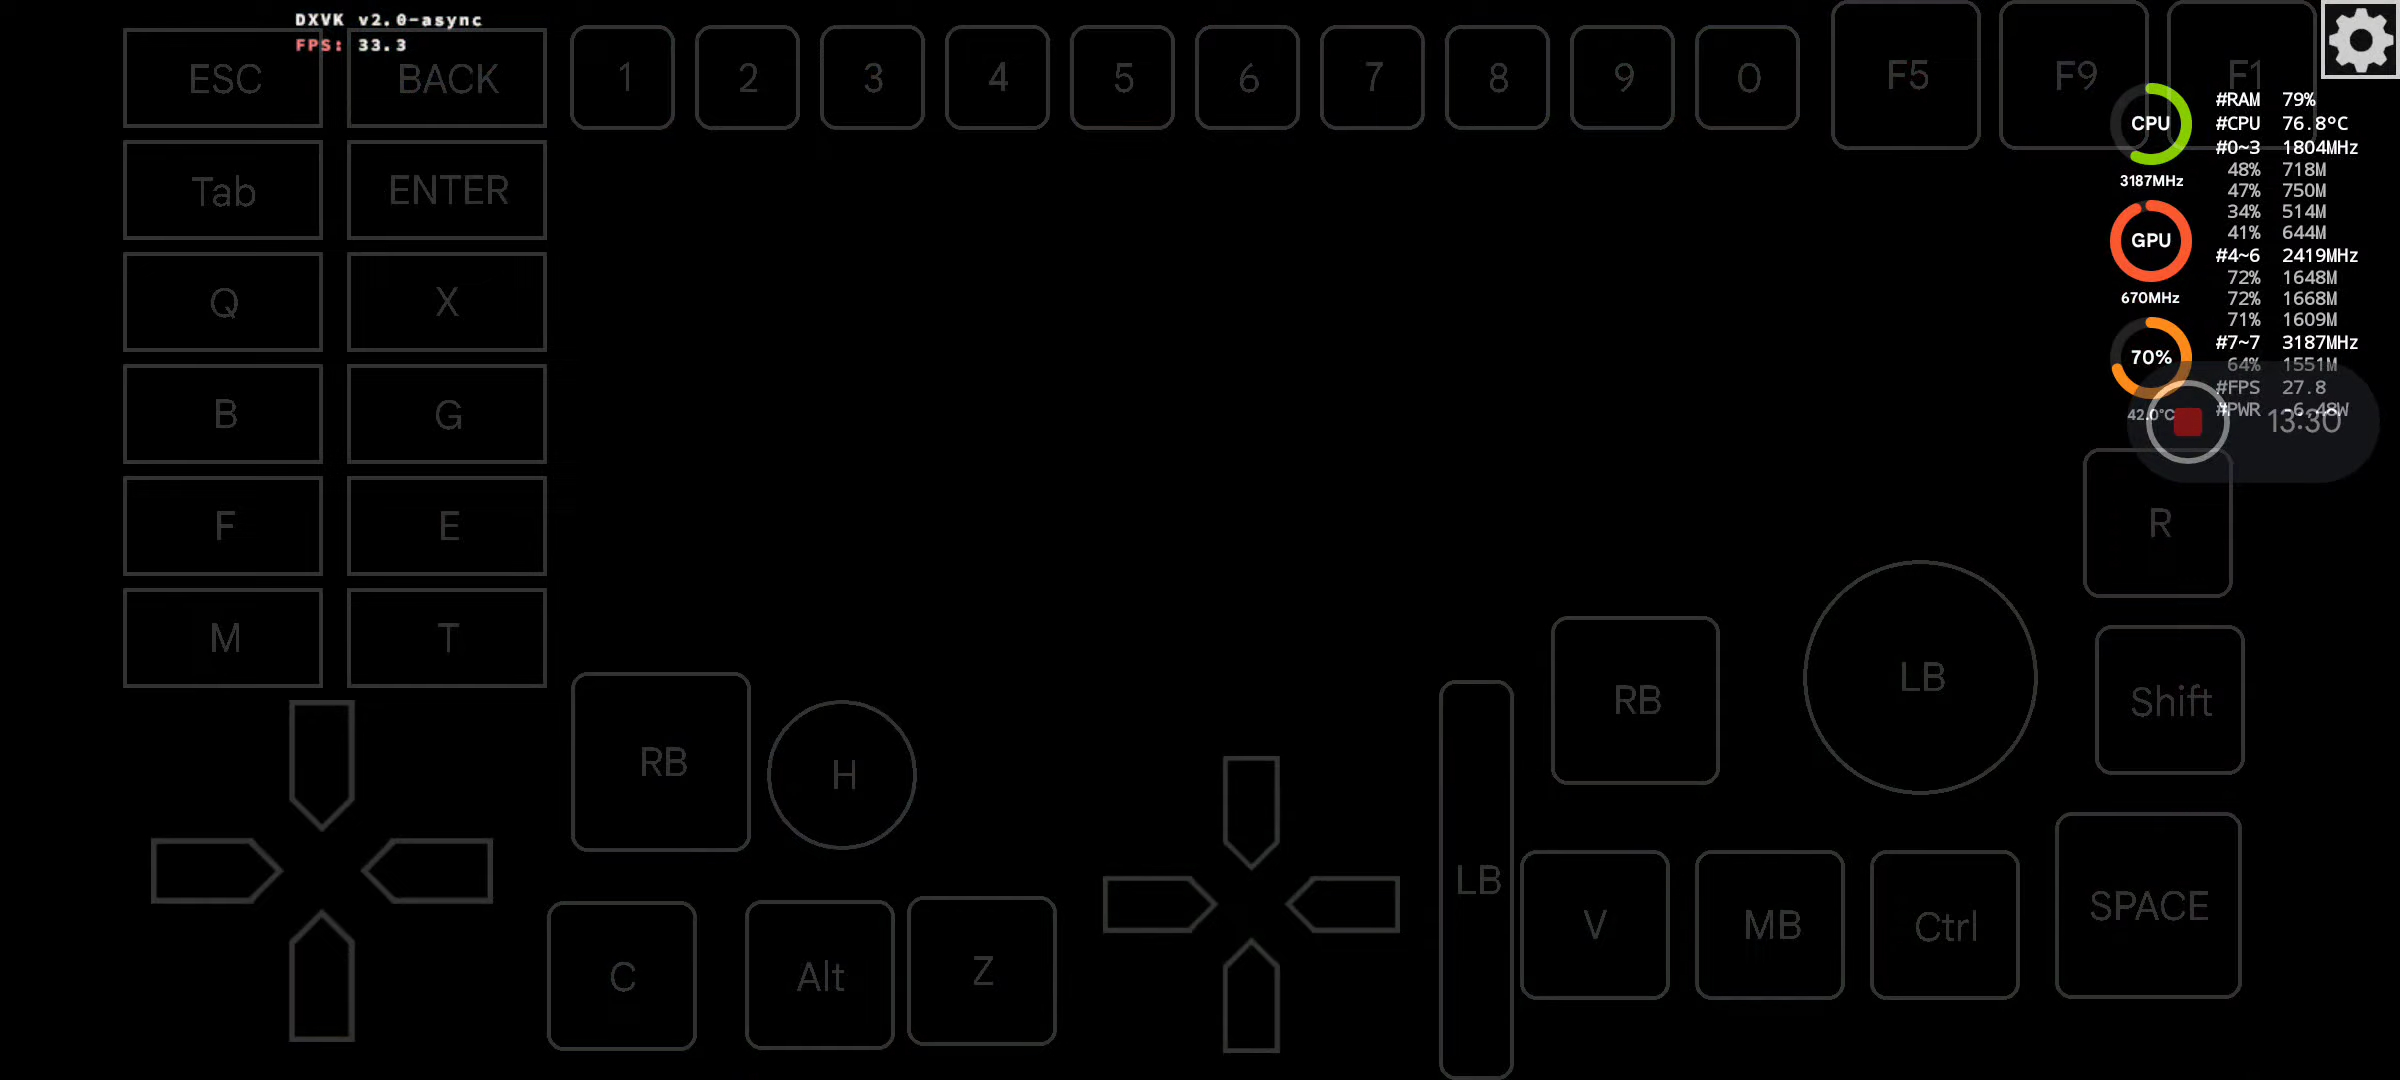 DXVK v2.0-async
FPS: 33.3
ESC BACK 1 2 3 4 5 6 7 8 9 0 F5 F9 F1
#RAM 79%
CPU #CPU 76.8°C
#0~3 1804MHz
48% 718M
3187MHz 47% 750M
34% 514M
41% 644M
GPU #4~6 2419MHz
72% 1648M
670MHz 72% 1668M
71% 1609M
#7~7 3187MHz
70% 64% 1551M
#FPS 27.8
42.0°C #PWR -6.48W
13:30
Tab ENTER
Q X
B G
F E R
M T
RB H RB LB Shift
LB
C Alt Z V MB Ctrl SPACE